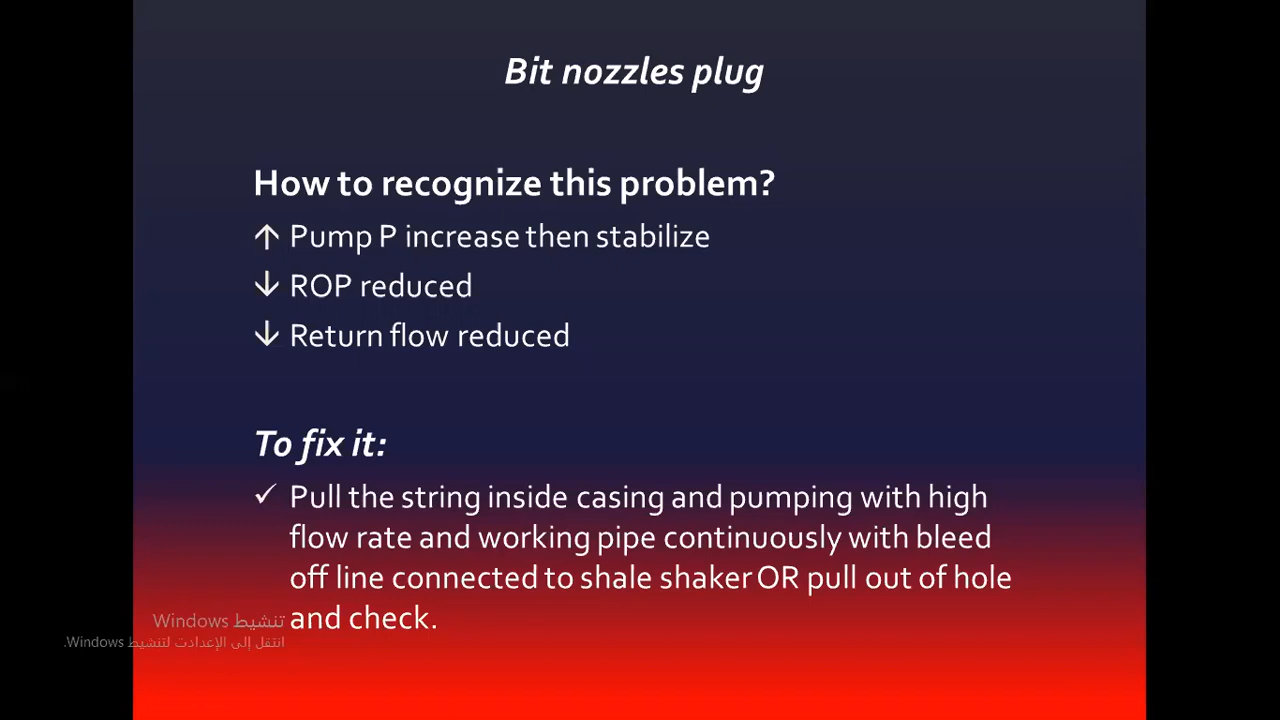 Bit nozzles plug
How to recognize this problem?
↑ Pump P increase then stabilize
↓ ROP reduced
↓ Return flow reduced
To fix it:
✓ Pull the string inside casing and pumping with high
flow rate and working pipe continuously with bleed
off line connected to shale shaker OR pull out of hole
and check.
تنشيط Windows
انتقل إلى الإعدادت لتنشيط Windows.